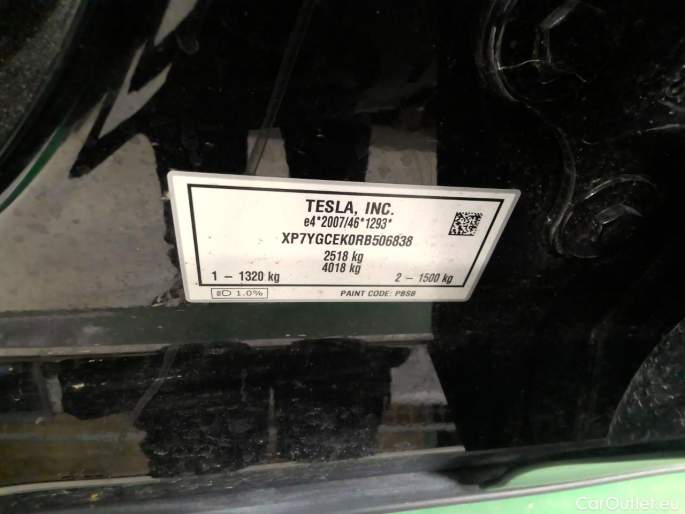 TESLA, INC.
e4*2007/46*1293*
XP7YGCEK0RB506838
2518 kg
4018 kg
1 – 1320 kg
2 – 1500 kg
1.0%
PAINT CODE: PBSB
CarOutlet.eu